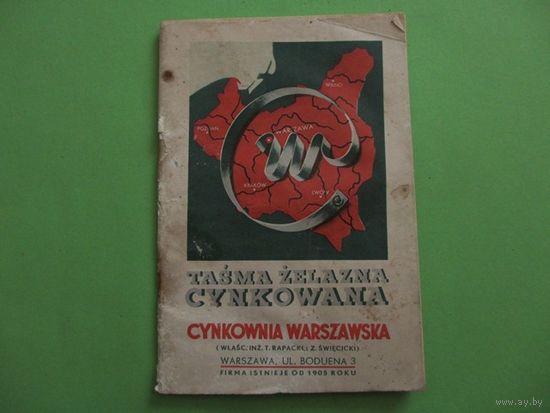 WILNO
POZNAŃ
WARSZAWA
W
KRAKÓW
LWÓW
TAŚMA ŻELAZNA
CYNKOWANA
CYNKOWNIA WARSZAWSKA
(WŁAŚC. INŻ. T. RAPACKI i Z. ŚWIĘCICKI)
WARSZAWA, UL. BODUENA 3
FIRMA ISTNIEJE OD 1905 ROKU
www.ay.by